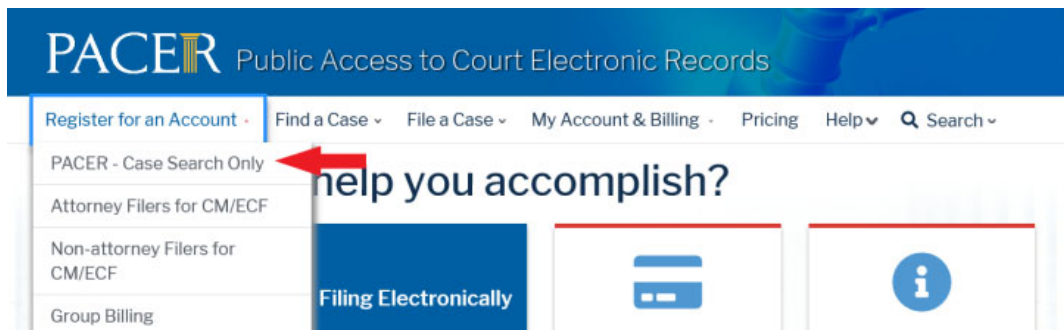 PACER Public Access to Court Electronic Records
Register for an Account Find a Case File a Case My Account & Billing Pricing Help Search
PACER - Case Search Only
help you accomplish?
Attorney Filers for CM/ECF
Non-attorney Filers for
CM/ECF
Filing Electronically
Group Billing